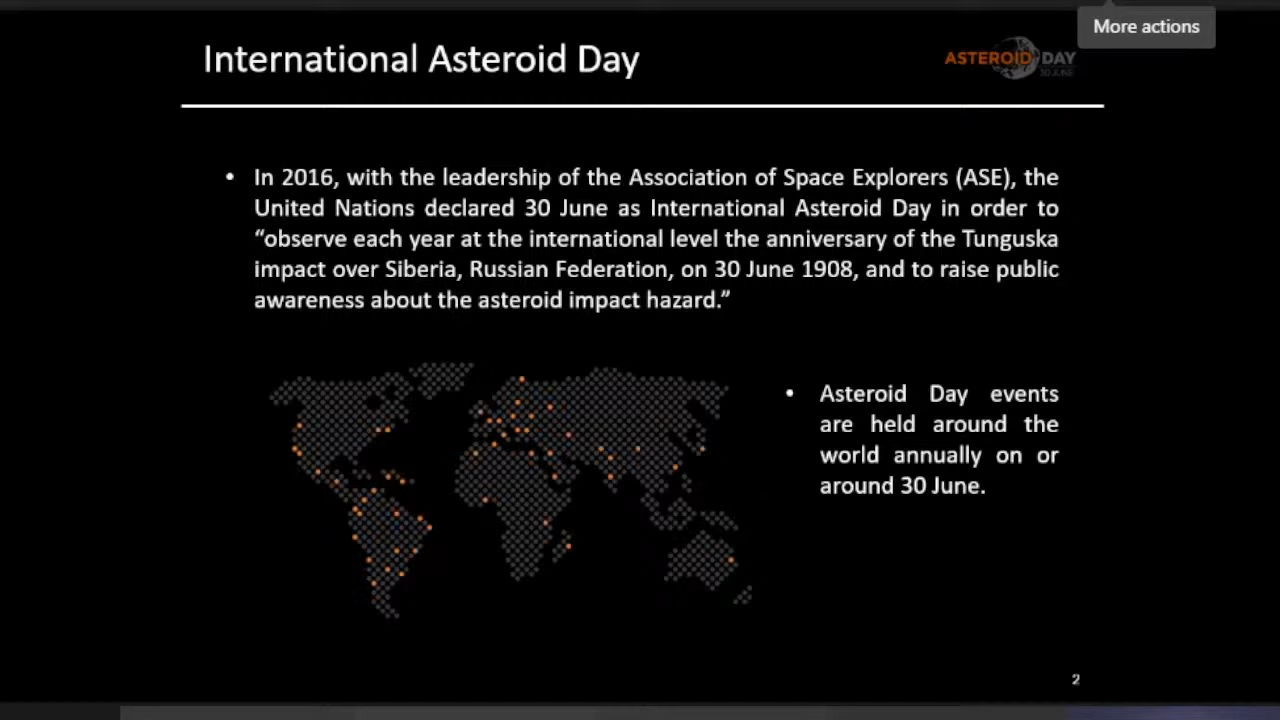 More actions
International Asteroid Day
ASTEROID DAY
30 JUNE
• In 2016, with the leadership of the Association of Space Explorers (ASE), the
United Nations declared 30 June as International Asteroid Day in order to
“observe each year at the international level the anniversary of the Tunguska
impact over Siberia, Russian Federation, on 30 June 1908, and to raise public
awareness about the asteroid impact hazard.”
• Asteroid Day events
are held around the
world annually on or
around 30 June.
2